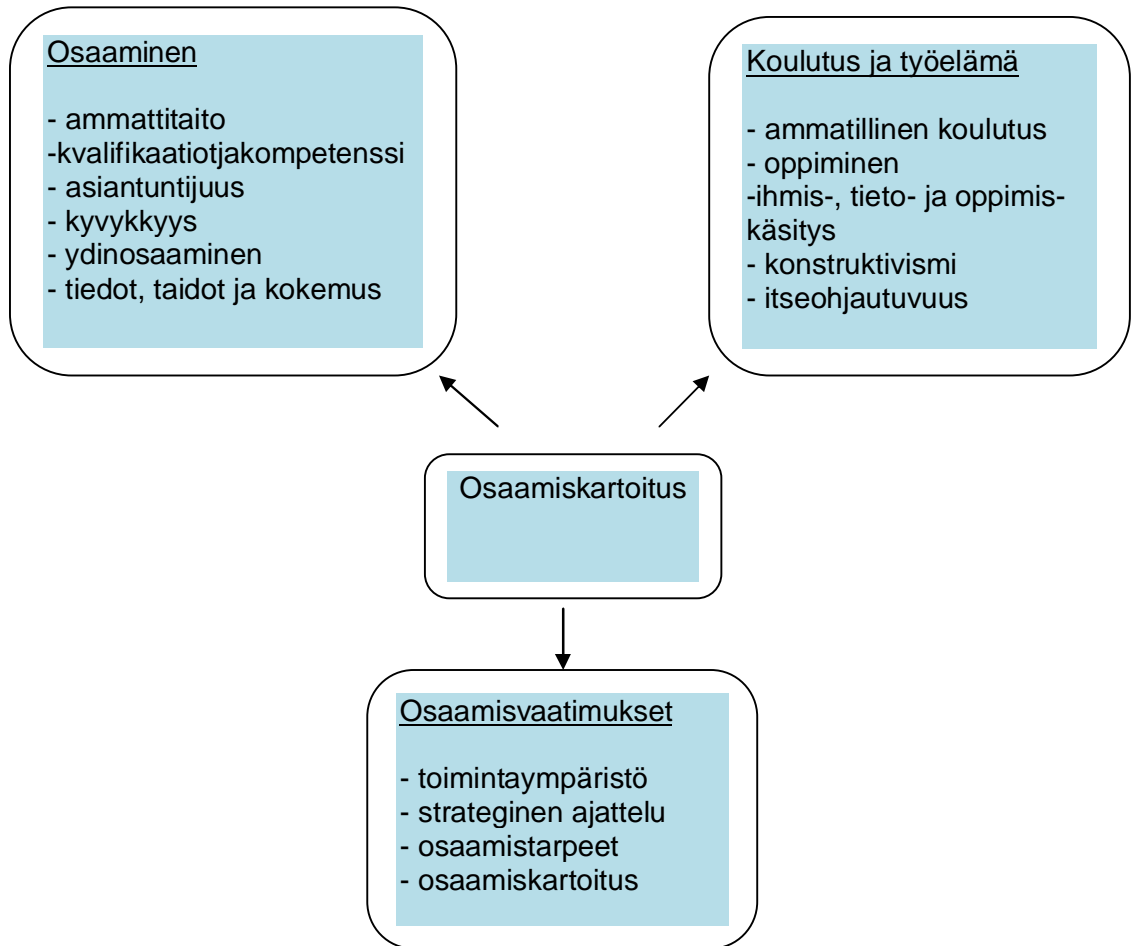 Osaaminen
- ammattitaito
-kvalifikaatiotjakompetenssi
- asiantuntijuus
- kyvykkyys
- ydinosaaminen
- tiedot, taidot ja kokemus
Koulutus ja työelämä
- ammatillinen koulutus
- oppiminen
-ihmis-, tieto- ja oppimis-
käsitys
- konstruktivismi
- itseohjautuvuus
Osaamiskartoitus
Osaamisvaatimukset
- toimintaympäristö
- strateginen ajattelu
- osaamistarpeet
- osaamiskartoitus